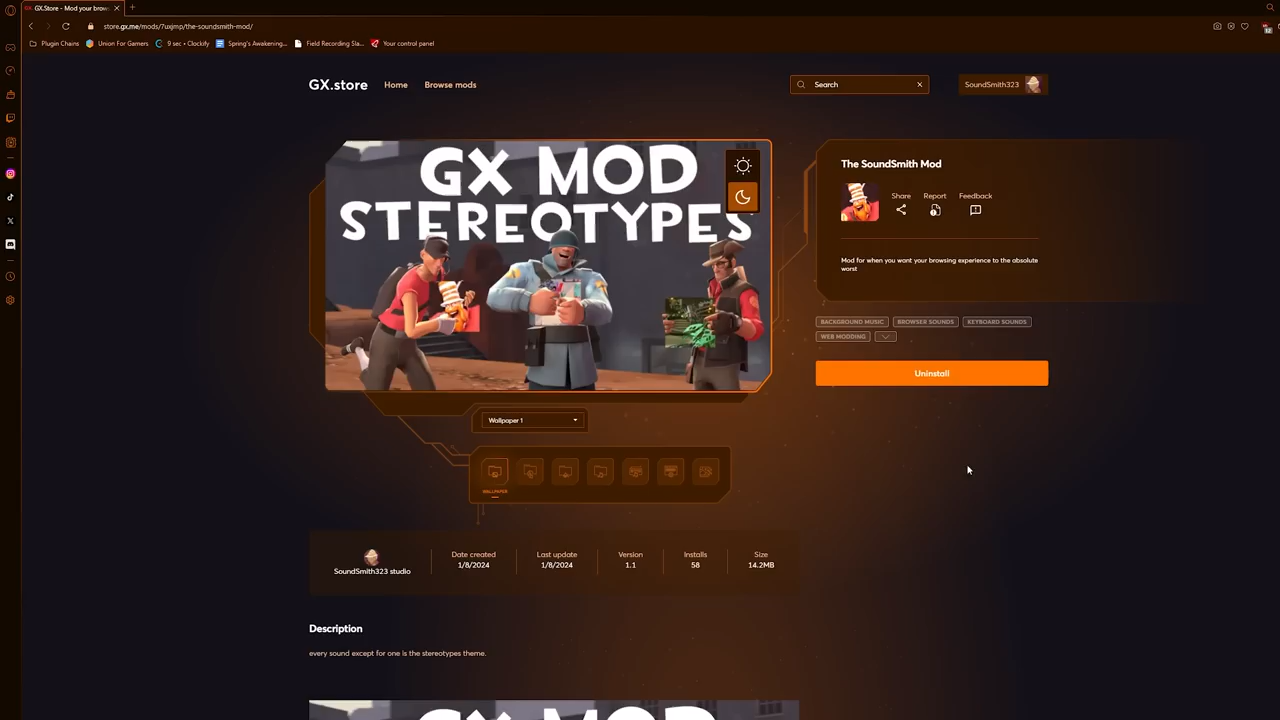 GX.Store - Mod your brow
store.gx.me/mods/7uxjmp/the-soundsmith-mod/
Plugin Chains
Union For Gamers
9 sec • Clockify
Spring's Awakening...
Field Recording Sla...
Your control panel
12
GX.store
Home
Browse mods
Search
SoundSmith323
GX MOD
STEREOTYPES
The SoundSmith Mod
Share
Report
Feedback
Mod for when you want your browsing experience to the absolute
worst
BACKGROUND MUSIC
BROWSER SOUNDS
KEYBOARD SOUNDS
WEB MODDING
Uninstall
Wallpaper 1
WALLPAPER
SoundSmith323 studio
Date created
1/8/2024
Last update
1/8/2024
Version
1.1
Installs
58
Size
14.2MB
Description
every sound except for one is the stereotypes theme.
GX MOD